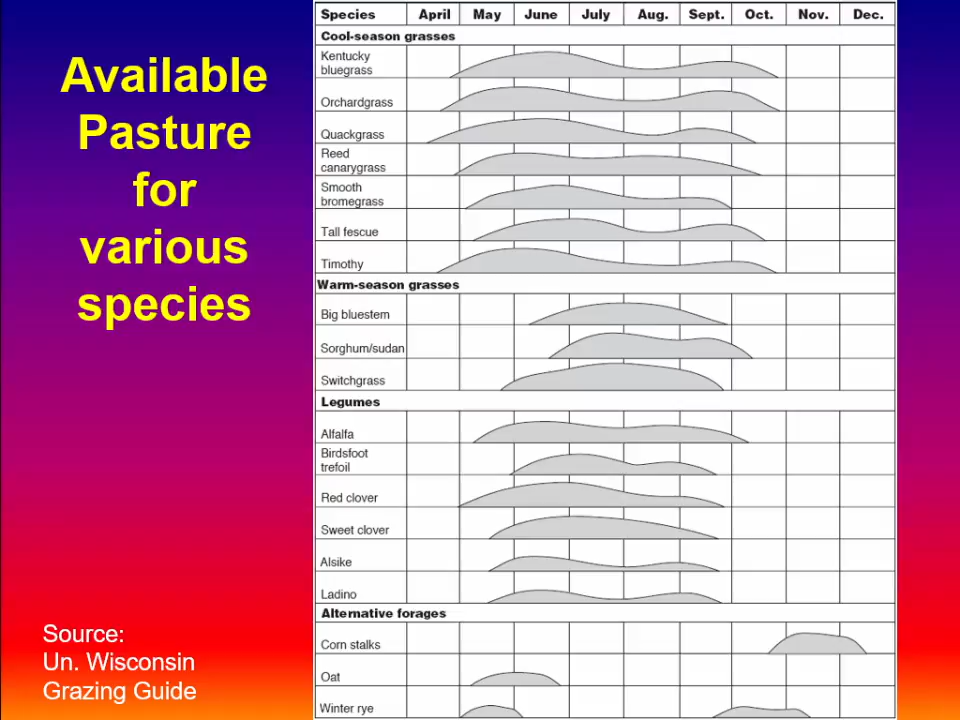 Available
Pasture
for
various
species
Source:
Un. Wisconsin
Grazing Guide
Species April May June July Aug. Sept. Oct. Nov. Dec.
Cool-season grasses
Kentucky
bluegrass
Orchardgrass
Quackgrass
Reed
canarygrass
Smooth
bromegrass
Tall fescue
Timothy
Warm-season grasses
Big bluestem
Sorghum/sudan
Switchgrass
Legumes
Alfalfa
Birdsfoot
trefoil
Red clover
Sweet clover
Alsike
Ladino
Alternative forages
Corn stalks
Oat
Winter rye